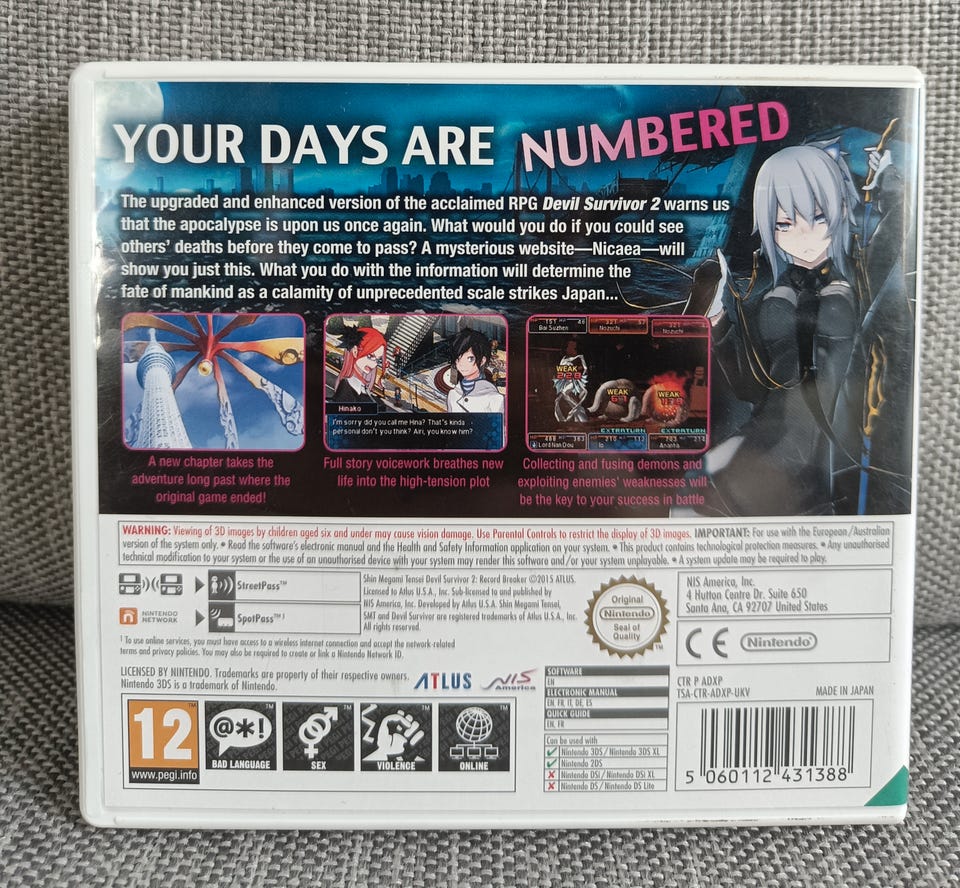 YOUR DAYS ARE NUMBERED
The upgraded and enhanced version of the acclaimed RPG Devil Survivor 2 warns us
that the apocalypse is upon us once again. What would you do if you could see
others' deaths before they come to pass? A mysterious website—Nicaea—will
show you just this. What you do with the information will determine the
fate of mankind as a calamity of unprecedented scale strikes Japan...
Hinako
I'm sorry did you call me Hina? That's kinda
personal don't you think? Airi, you know him?
Bai Suzhen
Nozuchi
Nozuchi
WEAK
WEAK
WEAK
EXTRATURN
EXTRATURN
Lord Nan Dou
Io
Ananta
A new chapter takes the
adventure long past where the
original game ended!
Full story voicework breathes new
life into the high-tension plot
Collecting and fusing demons and
exploiting enemies' weaknesses will
be the key to your success in battle
WARNING: Viewing of 3D images by children aged six and under may cause vision damage. Use Parental Controls to restrict the display of 3D images. IMPORTANT: For use with the European/Australian
version of the system only. • Read the software's electronic manual and the Health and Safety Information application on your system. • This product contains technological protection measures. • Any unauthorised
technical modification to your system or the use of an unauthorised device with your system may render this software and/or your system unplayable. • A system update may be required to play.
StreetPass™
NINTENDO
NETWORK
SpotPass™ 1
1 To use online services, you must have access to a wireless internet connection and accept the network-related
terms and privacy policies. You may also be required to create or link a Nintendo Network ID.
Shin Megami Tensei Devil Survivor 2: Record Breaker ©2015 ATLUS.
Licensed to Atlus U.S.A., Inc. Sub-licensed to and published by
NIS America, Inc. Developed by Atlus U.S.A. Shin Megami Tensei,
SMT and Devil Survivor are registered trademarks of Atlus U.S.A., Inc.
All rights reserved.
Original
Nintendo
Seal of
Quality
TM
NIS America, Inc.
4 Hutton Centre Dr. Suite 650
Santa Ana, CA 92707 United States
CE
Nintendo
LICENSED BY NINTENDO. Trademarks are property of their respective owners.
Nintendo 3DS is a trademark of Nintendo.
ATLUS
NIS
America
SOFTWARE
EN
ELECTRONIC MANUAL
EN, FR, IT, DE, ES
QUICK GUIDE
EN, FR
Can be used with
Nintendo 3DS / Nintendo 3DS XL
Nintendo 2DS
Nintendo DSi / Nintendo DSi XL
Nintendo DS / Nintendo DS Lite
CTR P ADXP
TSA-CTR-ADXP-UKV
MADE IN JAPAN
5 060112 431388
12
www.pegi.info
@*!
BAD LANGUAGE
SEX
VIOLENCE
ONLINE